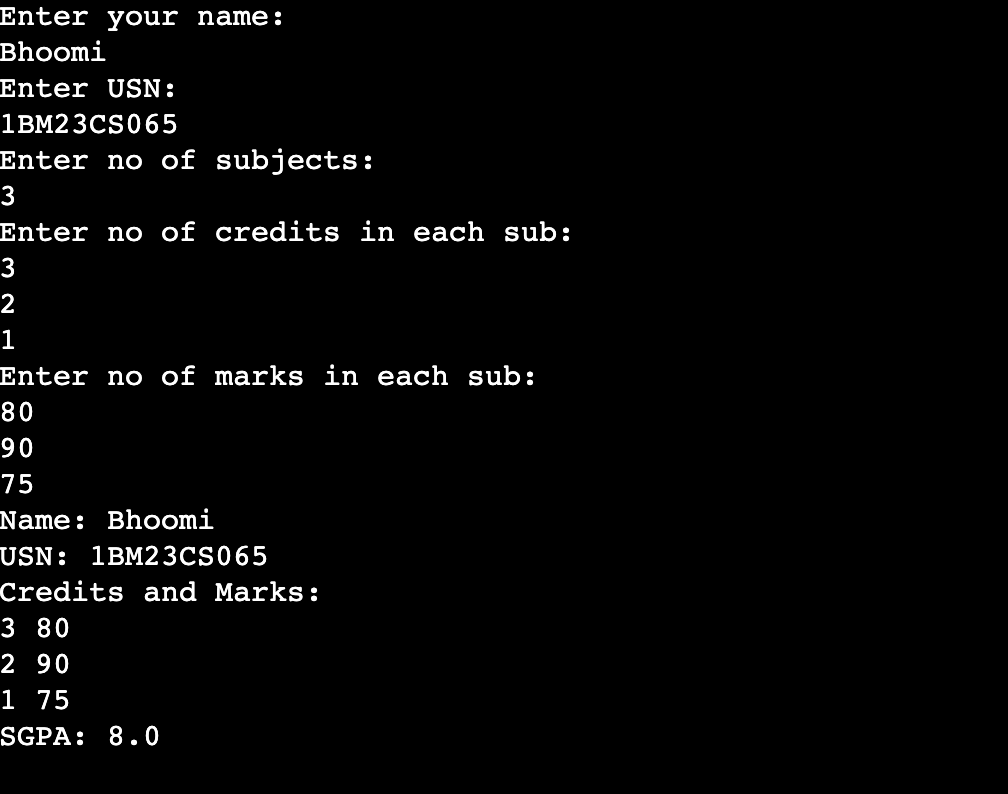 Enter your name:
Bhoomi
Enter USN:
1BM23CS065
Enter no of subjects:
3
Enter no of credits in each sub:
3
2
1
Enter no of marks in each sub:
80
90
75
Name: Bhoomi
USN: 1BM23CS065
Credits and Marks:
3 80
2 90
1 75
SGPA: 8.0